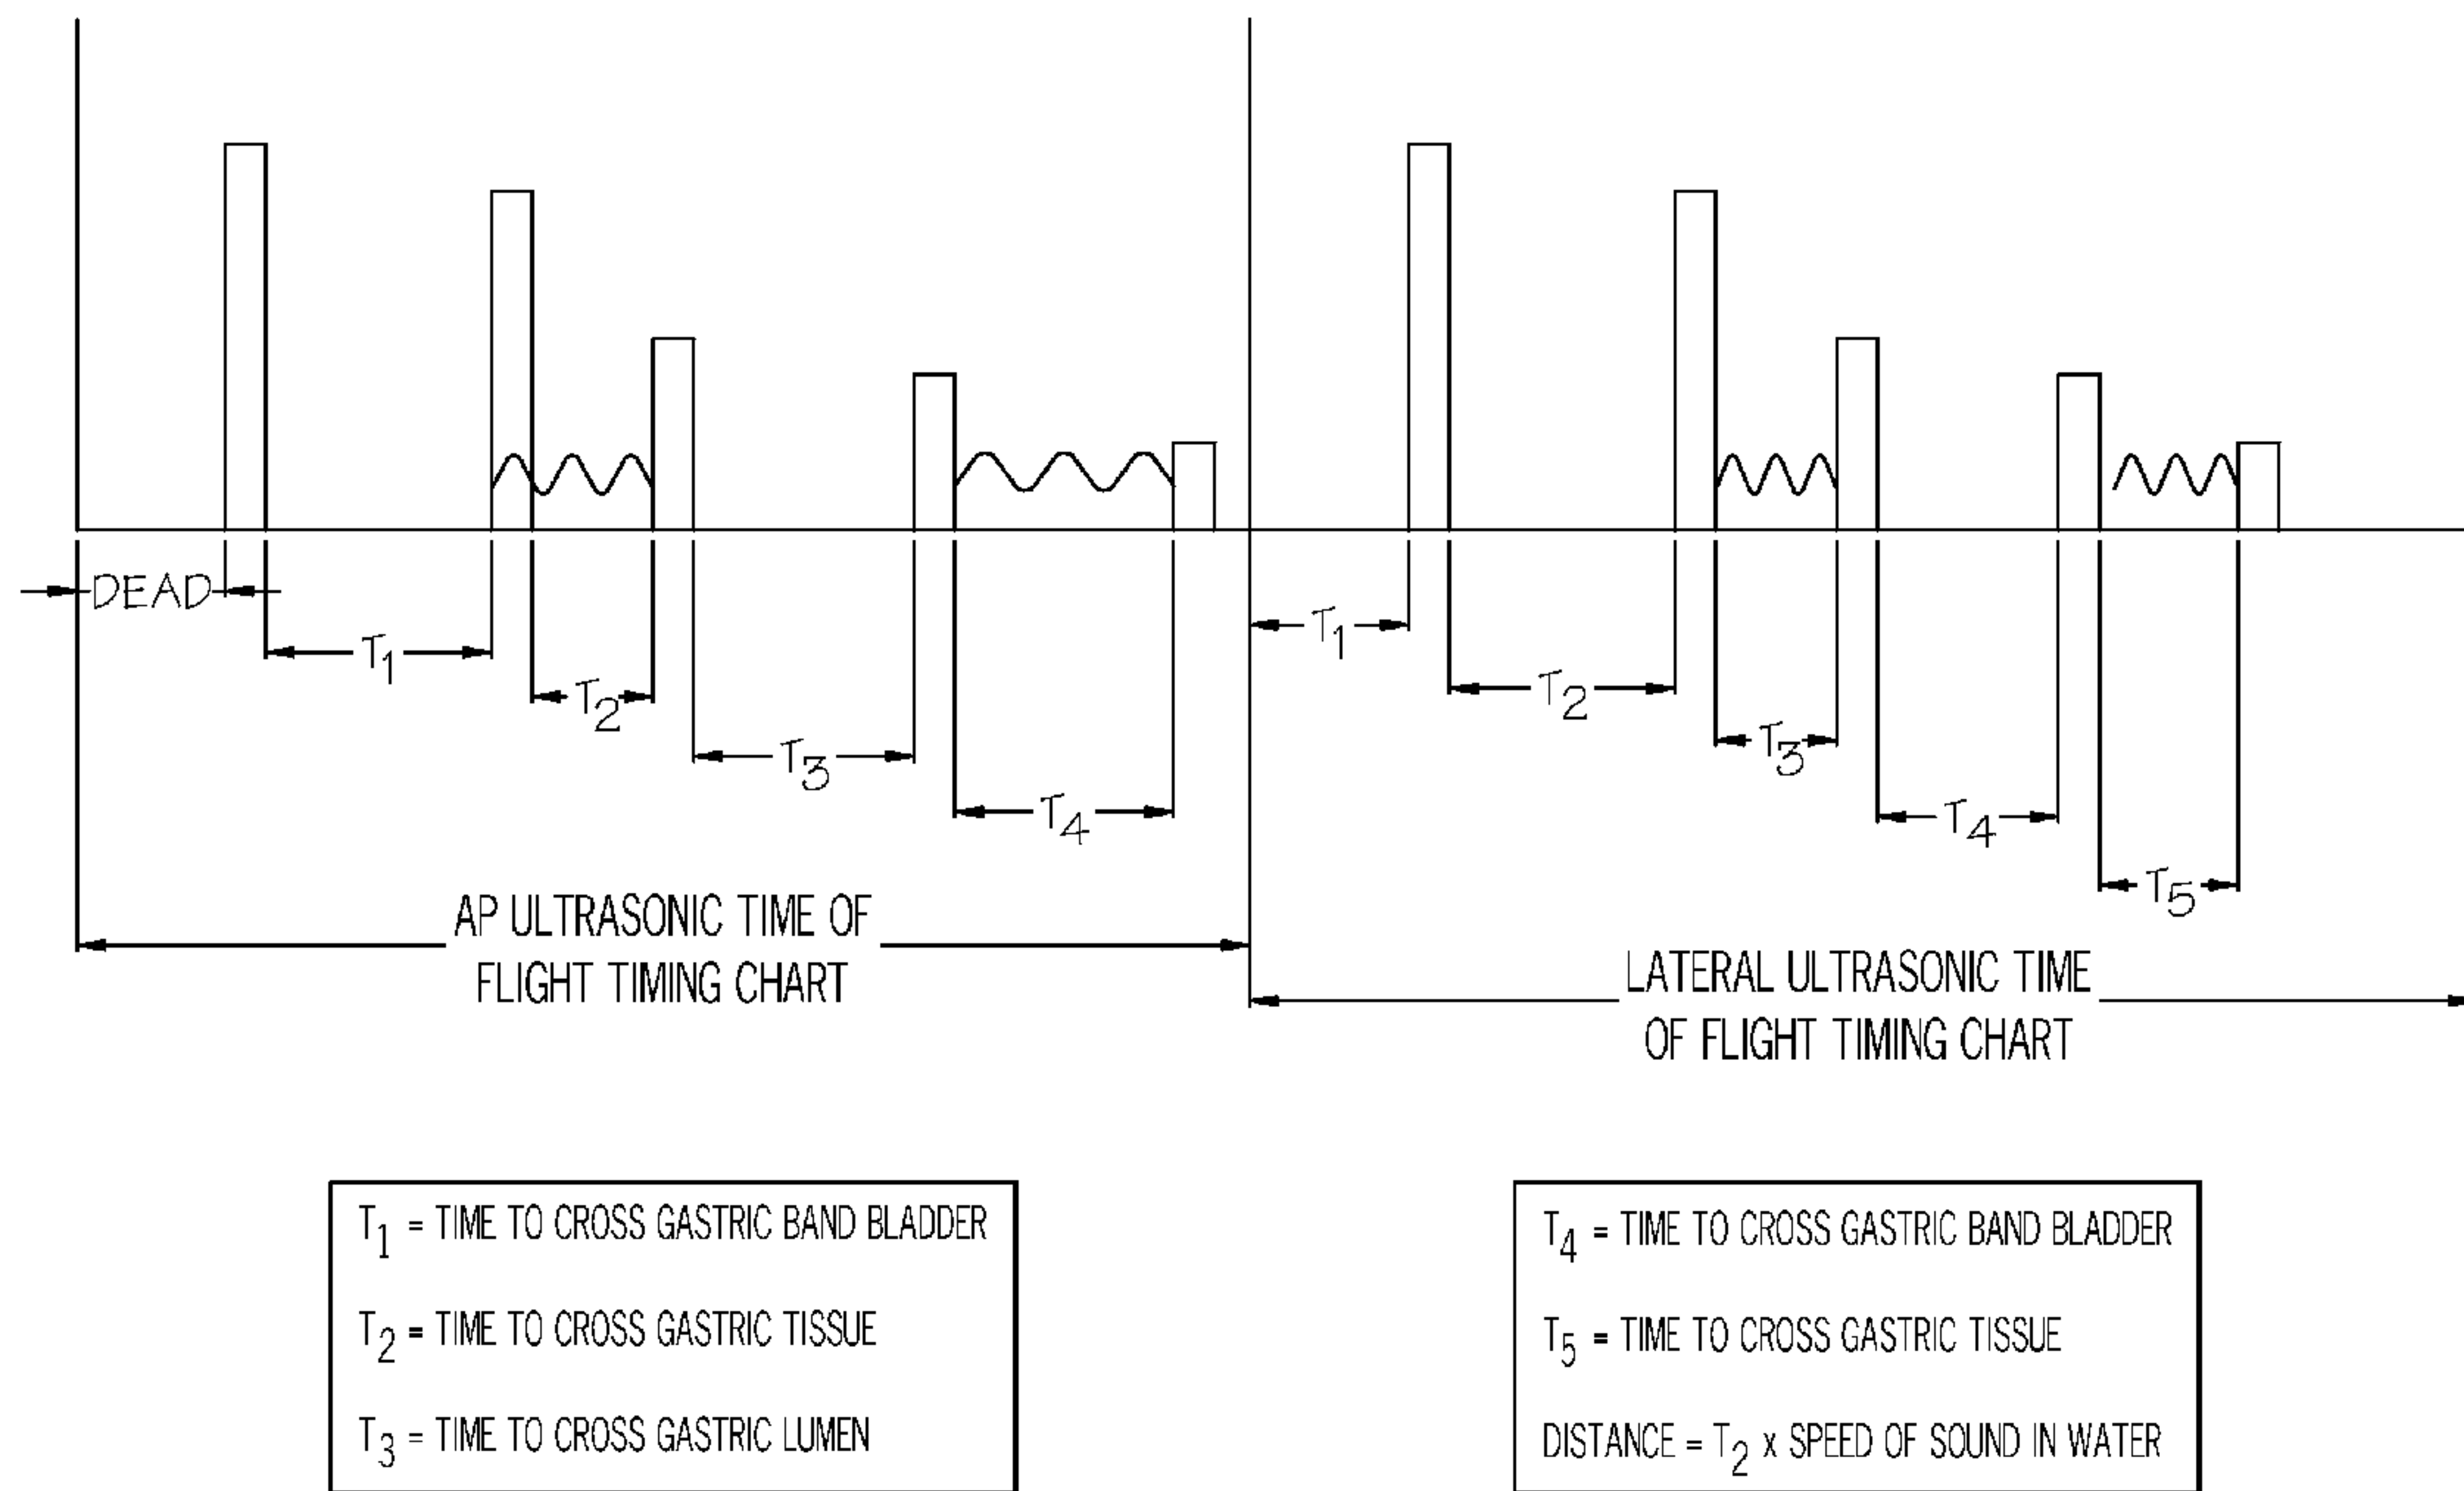 DEAD
T1
T2
T3
T4
T1
T2
T3
T4
T5
AP ULTRASONIC TIME OF
FLIGHT TIMING CHART
LATERAL ULTRASONIC TIME
OF FLIGHT TIMING CHART
T1 = TIME TO CROSS GASTRIC BAND BLADDER
T2 = TIME TO CROSS GASTRIC TISSUE
T3 = TIME TO CROSS GASTRIC LUMEN
T4 = TIME TO CROSS GASTRIC BAND BLADDER
T5 = TIME TO CROSS GASTRIC TISSUE
DISTANCE = T2 x SPEED OF SOUND IN WATER